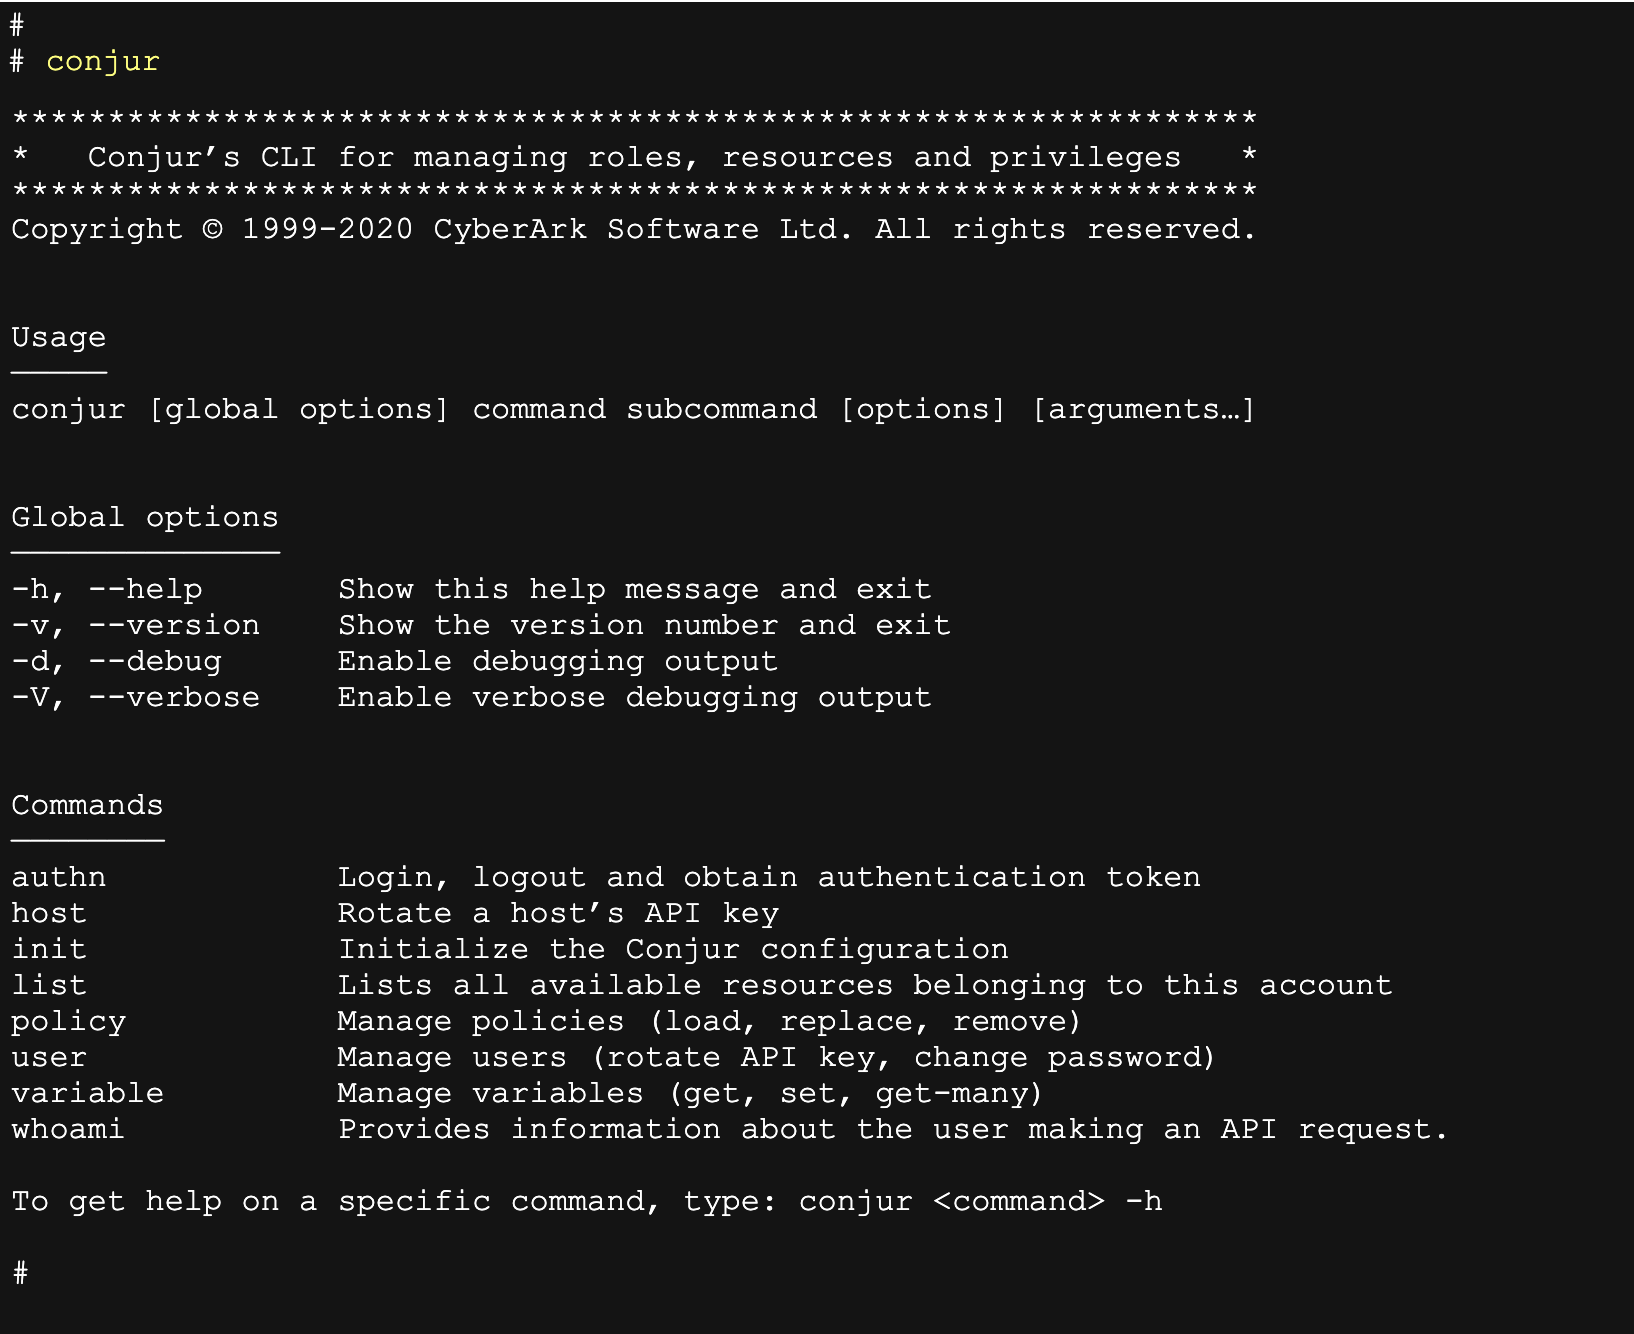 #
# conjur
*****************************************************************
*   Conjur’s CLI for managing roles, resources and privileges   *
*****************************************************************
Copyright © 1999-2020 CyberArk Software Ltd. All rights reserved.
Usage
conjur [global options] command subcommand [options] [arguments…]
Global options
-h, --help       Show this help message and exit
-v, --version    Show the version number and exit
-d, --debug      Enable debugging output
-V, --verbose    Enable verbose debugging output
Commands
authn            Login, logout and obtain authentication token
host             Rotate a host’s API key
init             Initialize the Conjur configuration
list             Lists all available resources belonging to this account
policy           Manage policies (load, replace, remove)
user             Manage users (rotate API key, change password)
variable         Manage variables (get, set, get-many)
whoami           Provides information about the user making an API request.
To get help on a specific command, type: conjur <command> -h
#